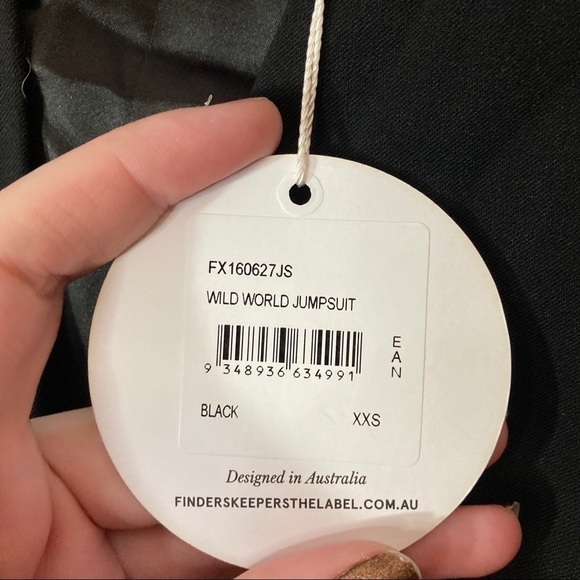 FX160627JS
WILD WORLD JUMPSUIT
9 348936 634991
EAN
BLACK XXS
Designed in Australia
FINDERSKEEPERSTHELABEL.COM.AU